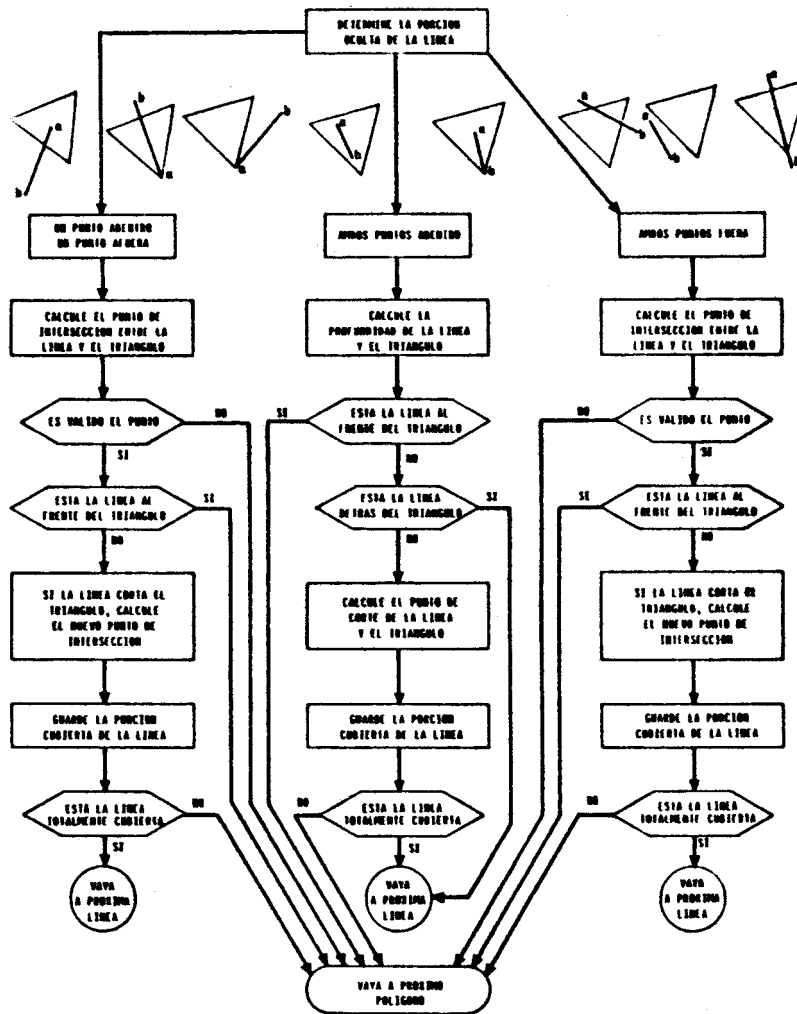 DETERMINE LA PORCION
OCULTA DE LA LINEA
a
b
b
a
b
a
a
b
a
b
a
b
a
b
a
b
UN PUNTO ADENTRO
UN PUNTO AFUERA
CALCULE EL PUNTO DE
INTERSECCION ENTRE LA
LINEA Y EL TRIANGULO
ES VALIDO EL PUNTO
NO
SI
ESTA LA LINEA AL
FRENTE DEL TRIANGULO
SI
NO
SI LA LINEA CORTA EL
TRIANGULO, CALCULE
EL NUEVO PUNTO DE
INTERSECCION
GUARDE LA PORCION
CUBIERTA DE LA LINEA
ESTA LA LINEA
TOTALMENTE CUBIERTA
NO
SI
VAYA
A PROXIMA
LINEA
AMBOS PUNTOS ADENTRO
CALCULE LA
PROFUNDIDAD DE LA LINEA
Y EL TRIANGULO
SI
ESTA LA LINEA AL
FRENTE DEL TRIANGULO
NO
ESTA LA LINEA
DETRAS DEL TRIANGULO
SI
NO
CALCULE EL PUNTO DE
CORTE DE LA LINEA
Y EL TRIANGULO
GUARDE LA PORCION
CUBIERTA DE LA LINEA
NO
ESTA LA LINEA
TOTALMENTE CUBIERTA
SI
VAYA
A PROXIMA
LINEA
AMBOS PUNTOS FUERA
CALCULE EL PUNTO DE
INTERSECCION ENTRE LA
LINEA Y EL TRIANGULO
NO
ES VALIDO EL PUNTO
SI
SI
ESTA LA LINEA AL
FRENTE DEL TRIANGULO
NO
SI LA LINEA CORTA EL
TRIANGULO, CALCULE
EL NUEVO PUNTO DE
INTERSECCION
GUARDE LA PORCION
CUBIERTA DE LA LINEA
NO
ESTA LA LINEA
TOTALMENTE CUBIERTA
SI
VAYA
A PROXIMA
LINEA
VAYA A PROXIMO
POLIGONO